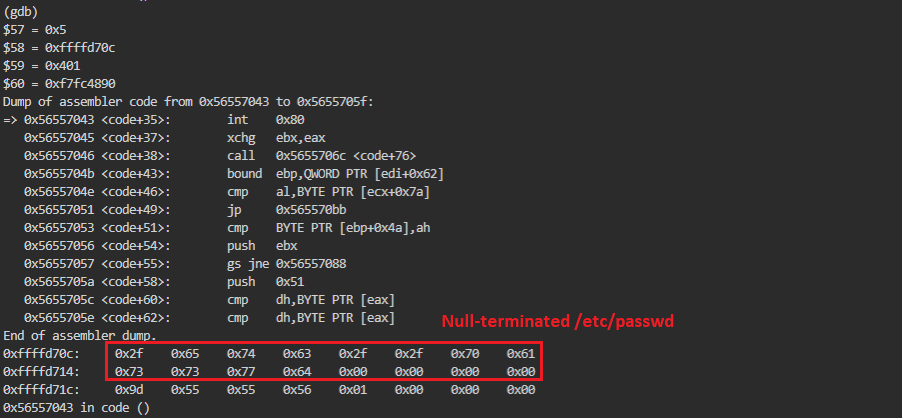 (gdb)
$57 = 0x5
$58 = 0xffffd70c
$59 = 0x401
$60 = 0xf7fc4890
Dump of assembler code from 0x56557043 to 0x5655705f:
=> 0x56557043 <code+35>: int 0x80
0x56557045 <code+37>: xchg ebx,eax
0x56557046 <code+38>: call 0x5655706c <code+76>
0x5655704b <code+43>: bound ebp,QWORD PTR [edi+0x62]
0x5655704e <code+46>: cmp al,BYTE PTR [ecx+0x7a]
0x56557051 <code+49>: jp 0x565570bb
0x56557053 <code+51>: cmp BYTE PTR [ebp+0x4a],ah
0x56557056 <code+54>: push ebx
0x56557057 <code+55>: gs jne 0x56557088
0x5655705a <code+58>: push 0x51
0x5655705c <code+60>: cmp dh,BYTE PTR [eax]
0x5655705e <code+62>: cmp dh,BYTE PTR [eax]
Null-terminated /etc/passwd
End of assembler dump.
0xffffd70c: 0x2f 0x65 0x74 0x63 0x2f 0x2f 0x70 0x61
0xffffd714: 0x73 0x73 0x77 0x64 0x00 0x00 0x00 0x00
0xffffd71c: 0x9d 0x55 0x55 0x56 0x01 0x00 0x00 0x00
0x56557043 in code ()